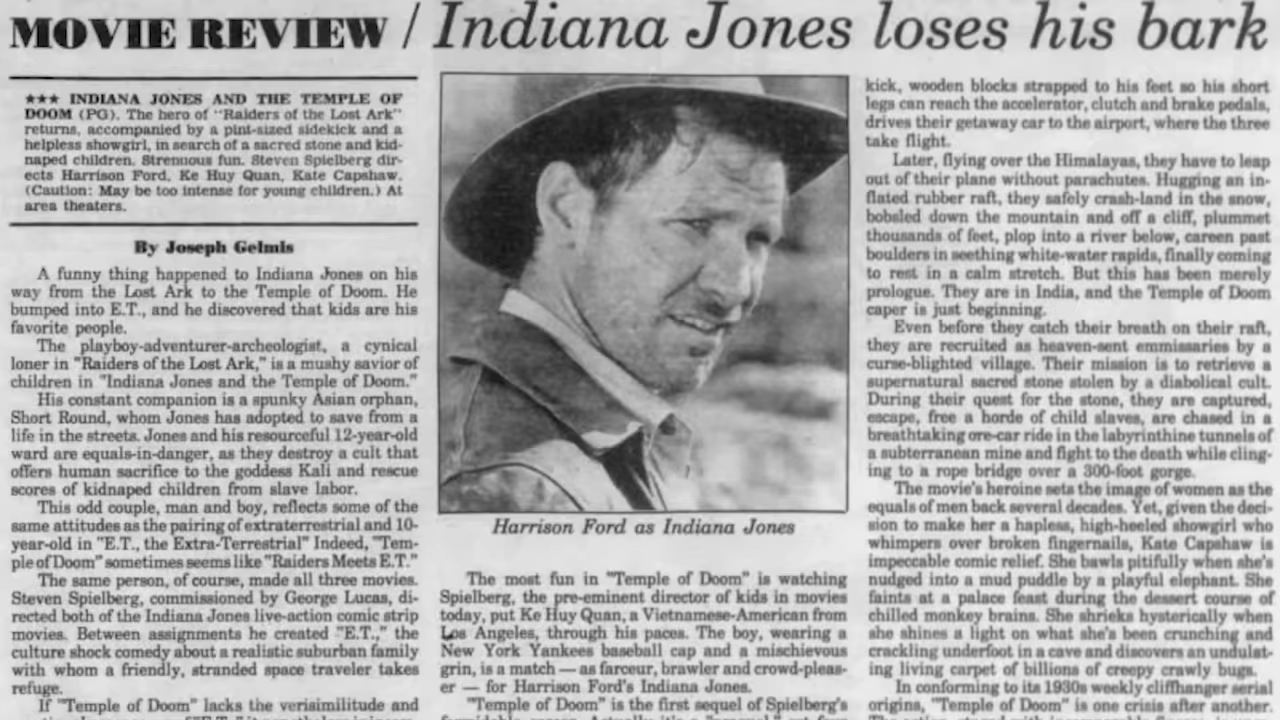 MOVIE REVIEW / Indiana Jones loses his bark
★★★ INDIANA JONES AND THE TEMPLE OF
DOOM (PG). The hero of "Raiders of the Lost Ark"
returns, accompanied by a pint-sized sidekick and a
helpless showgirl, in search of a sacred stone and kid-
naped children. Strenuous fun. Steven Spielberg dir-
ects Harrison Ford, Ke Huy Quan, Kate Capshaw.
(Caution: May be too intense for young children.) At
area theaters.
By Joseph Gelmis
A funny thing happened to Indiana Jones on his
way from the Lost Ark to the Temple of Doom. He
bumped into E.T., and he discovered that kids are his
favorite people.
The playboy-adventurer-archeologist, a cynical
loner in "Raiders of the Lost Ark," is a mushy savior of
children in "Indiana Jones and the Temple of Doom."
His constant companion is a spunky Asian orphan,
Short Round, whom Jones has adopted to save from a
life in the streets. Jones and his resourceful 12-year-old
ward are equals-in-danger, as they destroy a cult that
offers human sacrifice to the goddess Kali and rescue
scores of kidnaped children from slave labor.
This odd couple, man and boy, reflects some of the
same attitudes as the pairing of extraterrestrial and 10-
year-old in "E.T., the Extra-Terrestrial" Indeed, "Tem-
ple of Doom" sometimes seems like "Raiders Meets E.T."
The same person, of course, made all three movies.
Steven Spielberg, commissioned by George Lucas, di-
rected both of the Indiana Jones live-action comic strip
movies. Between assignments he created "E.T.," the
culture shock comedy about a realistic suburban family
with whom a friendly, stranded space traveler takes
refuge.
If "Temple of Doom" lacks the verisimilitude and
Harrison Ford as Indiana Jones
The most fun in "Temple of Doom" is watching
Spielberg, the pre-eminent director of kids in movies
today, put Ke Huy Quan, a Vietnamese-American from
Los Angeles, through his paces. The boy, wearing a
New York Yankees baseball cap and a mischievous
grin, is a match — as farceur, brawler and crowd-pleas-
er — for Harrison Ford's Indiana Jones.
"Temple of Doom" is the first sequel of Spielberg's
kick, wooden blocks strapped to his feet so his short
legs can reach the accelerator, clutch and brake pedals,
drives their getaway car to the airport, where the three
take flight.
Later, flying over the Himalayas, they have to leap
out of their plane without parachutes. Hugging an in-
flated rubber raft, they safely crash-land in the snow,
bobsled down the mountain and off a cliff, plummet
thousands of feet, plop into a river below, careen past
boulders in seething white-water rapids, finally coming
to rest in a calm stretch. But this has been merely
prologue. They are in India, and the Temple of Doom
caper is just beginning.
Even before they catch their breath on their raft,
they are recruited as heaven-sent emmissaries by a
curse-blighted village. Their mission is to retrieve a
supernatural sacred stone stolen by a diabolical cult.
During their quest for the stone, they are captured,
escape, free a horde of child slaves, are chased in a
breathtaking ore-car ride in the labyrinthine tunnels of
a subterranean mine and fight to the death while cling-
ing to a rope bridge over a 300-foot gorge.
The movie's heroine sets the image of women as the
equals of men back several decades. Yet, given the deci-
sion to make her a hapless, high-heeled showgirl who
whimpers over broken fingernails, Kate Capshaw is
impeccable comic relief. She bawls pitifully when she's
nudged into a mud puddle by a playful elephant. She
faints at a palace feast during the dessert course of
chilled monkey brains. She shrieks hysterically when
she shines a light on what she's been crunching and
crackling underfoot in a cave and discovers an undulat-
ing living carpet of billions of creepy crawly bugs.
In conforming to its 1930s weekly cliffhanger serial
origins, "Temple of Doom" is one crisis after another.